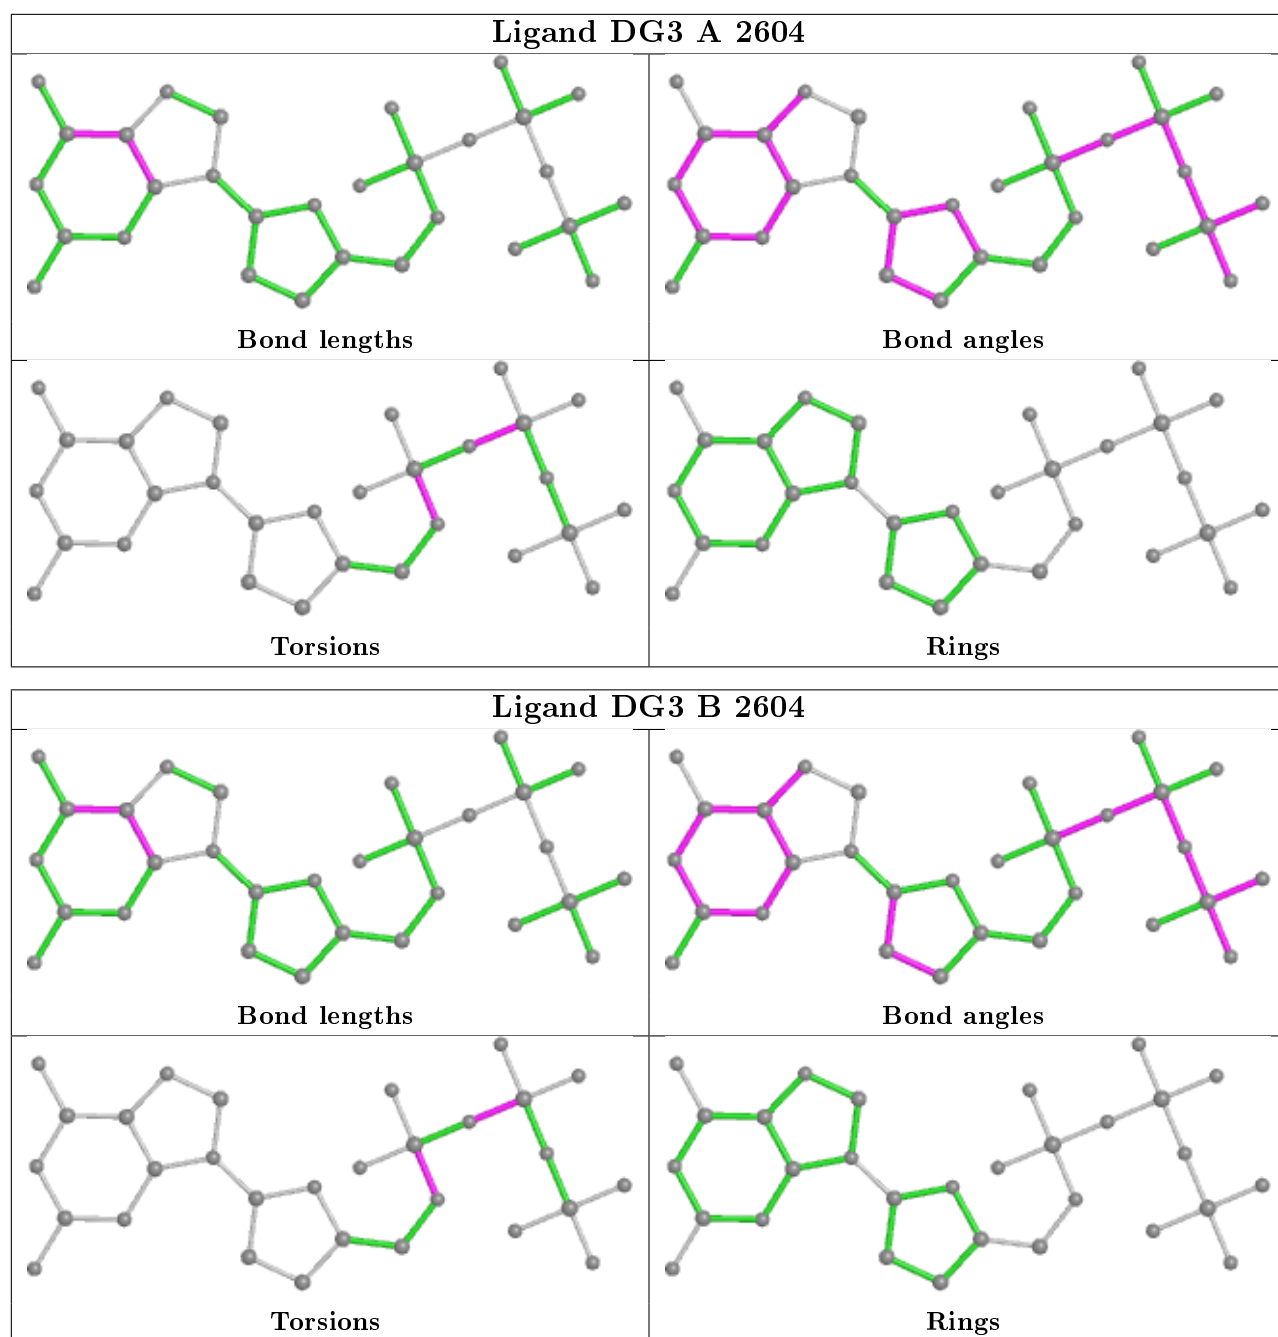 Ligand DG3 A 2604
Bond lengths
Bond angles
Torsions
Rings
Ligand DG3 B 2604
Bond lengths
Bond angles
Torsions
Rings